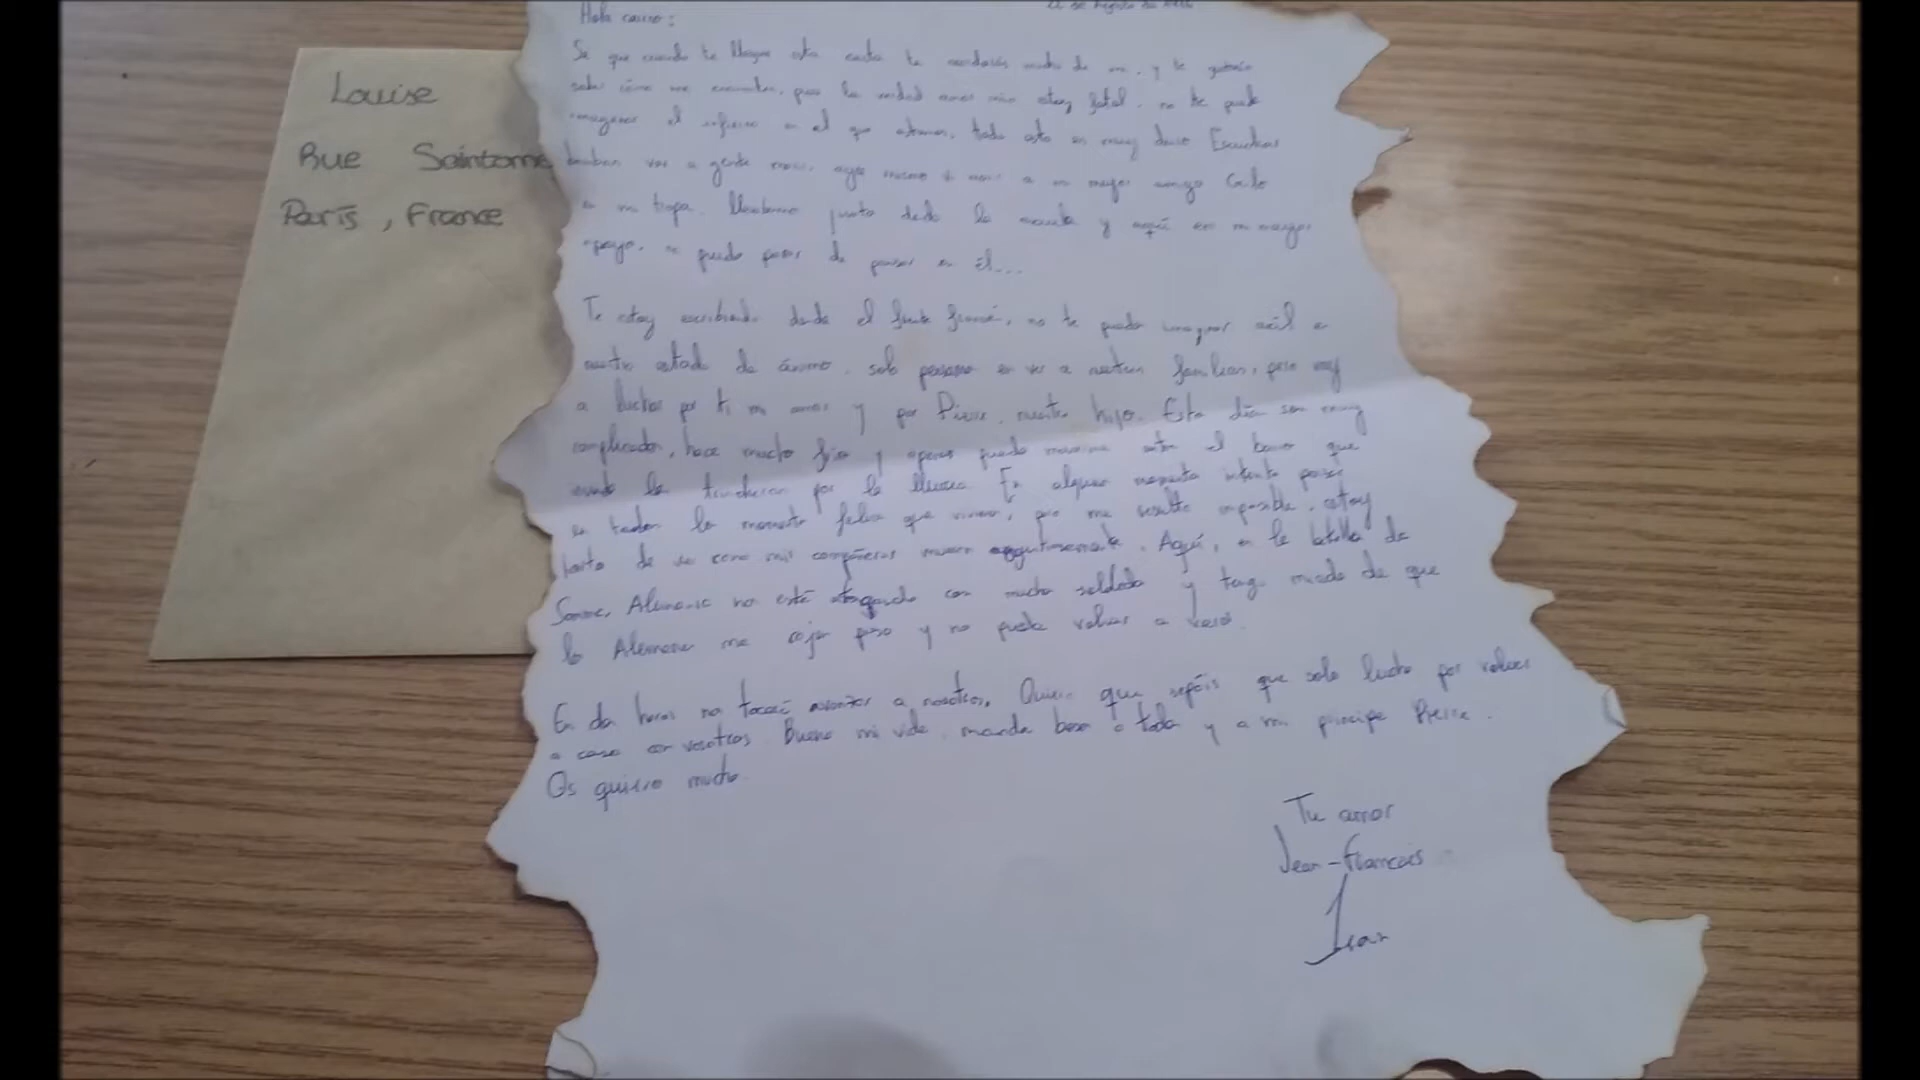 Louise
Rue Saintome
París, France
Hola cariño:
Se que cuando te llegue esta carta te acordarás mucho de mi, y te gustaría
saber cómo me encuentro, pues la verdad amor mío estoy fatal, no te puedes
imaginar el infierno en el que estamos, todo esto es muy duro. Escuchar
bombas, ver a gente morir, ayer mismo vi morir a mi mejor amigo
en mi tropa. Llevábamos juntos desde la escuela y aquí era mi mayor
apoyo, no puedo parar de pensar en él...
Te estoy escribiendo desde el frente francés, no te puedes imaginar cuál es
nuestro estado de ánimo, solo pensamos en ver a nuestras familias, pero voy
a luchar por ti mi amor y por Pierre, nuestro hijo. Estos días son muy
complicados, hace mucho frío y apenas puedo moverme entre el barro que
las trincheras por la lluvia. En algunos momentos intento pensar
en todos los momentos felices que vivimos, pero me resulta imposible, estoy
harto de ver como mis compañeros mueren. Aquí, en la batalla de
Somme, Alemania nos está atacando con muchos soldados y tengo miedo de que
los Alemanes me cojan preso y no pueda volver a veros.
En dos horas nos tocará avanzar a nosotros. Quiero que sepáis que solo lucho por volver
a casa con vosotros. Bueno mi vida, manda besos a todos y a mi príncipe Pierre.
Os quiero mucho.
Tu amor
Jean-Francois
Jean